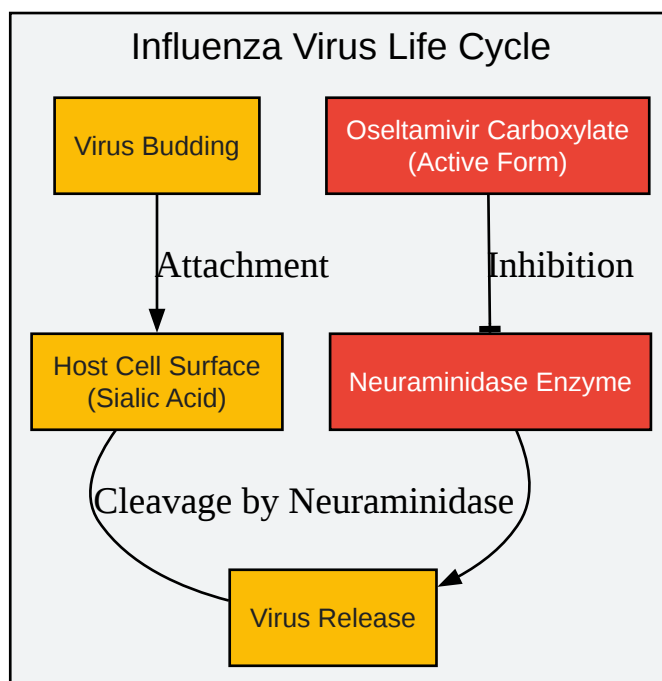 Influenza Virus Life Cycle
Virus Budding
Oseltamivir Carboxylate
(Active Form)
Attachment
Inhibition
Host Cell Surface
(Sialic Acid)
Neuraminidase Enzyme
Cleavage by Neuraminidase
Virus Release